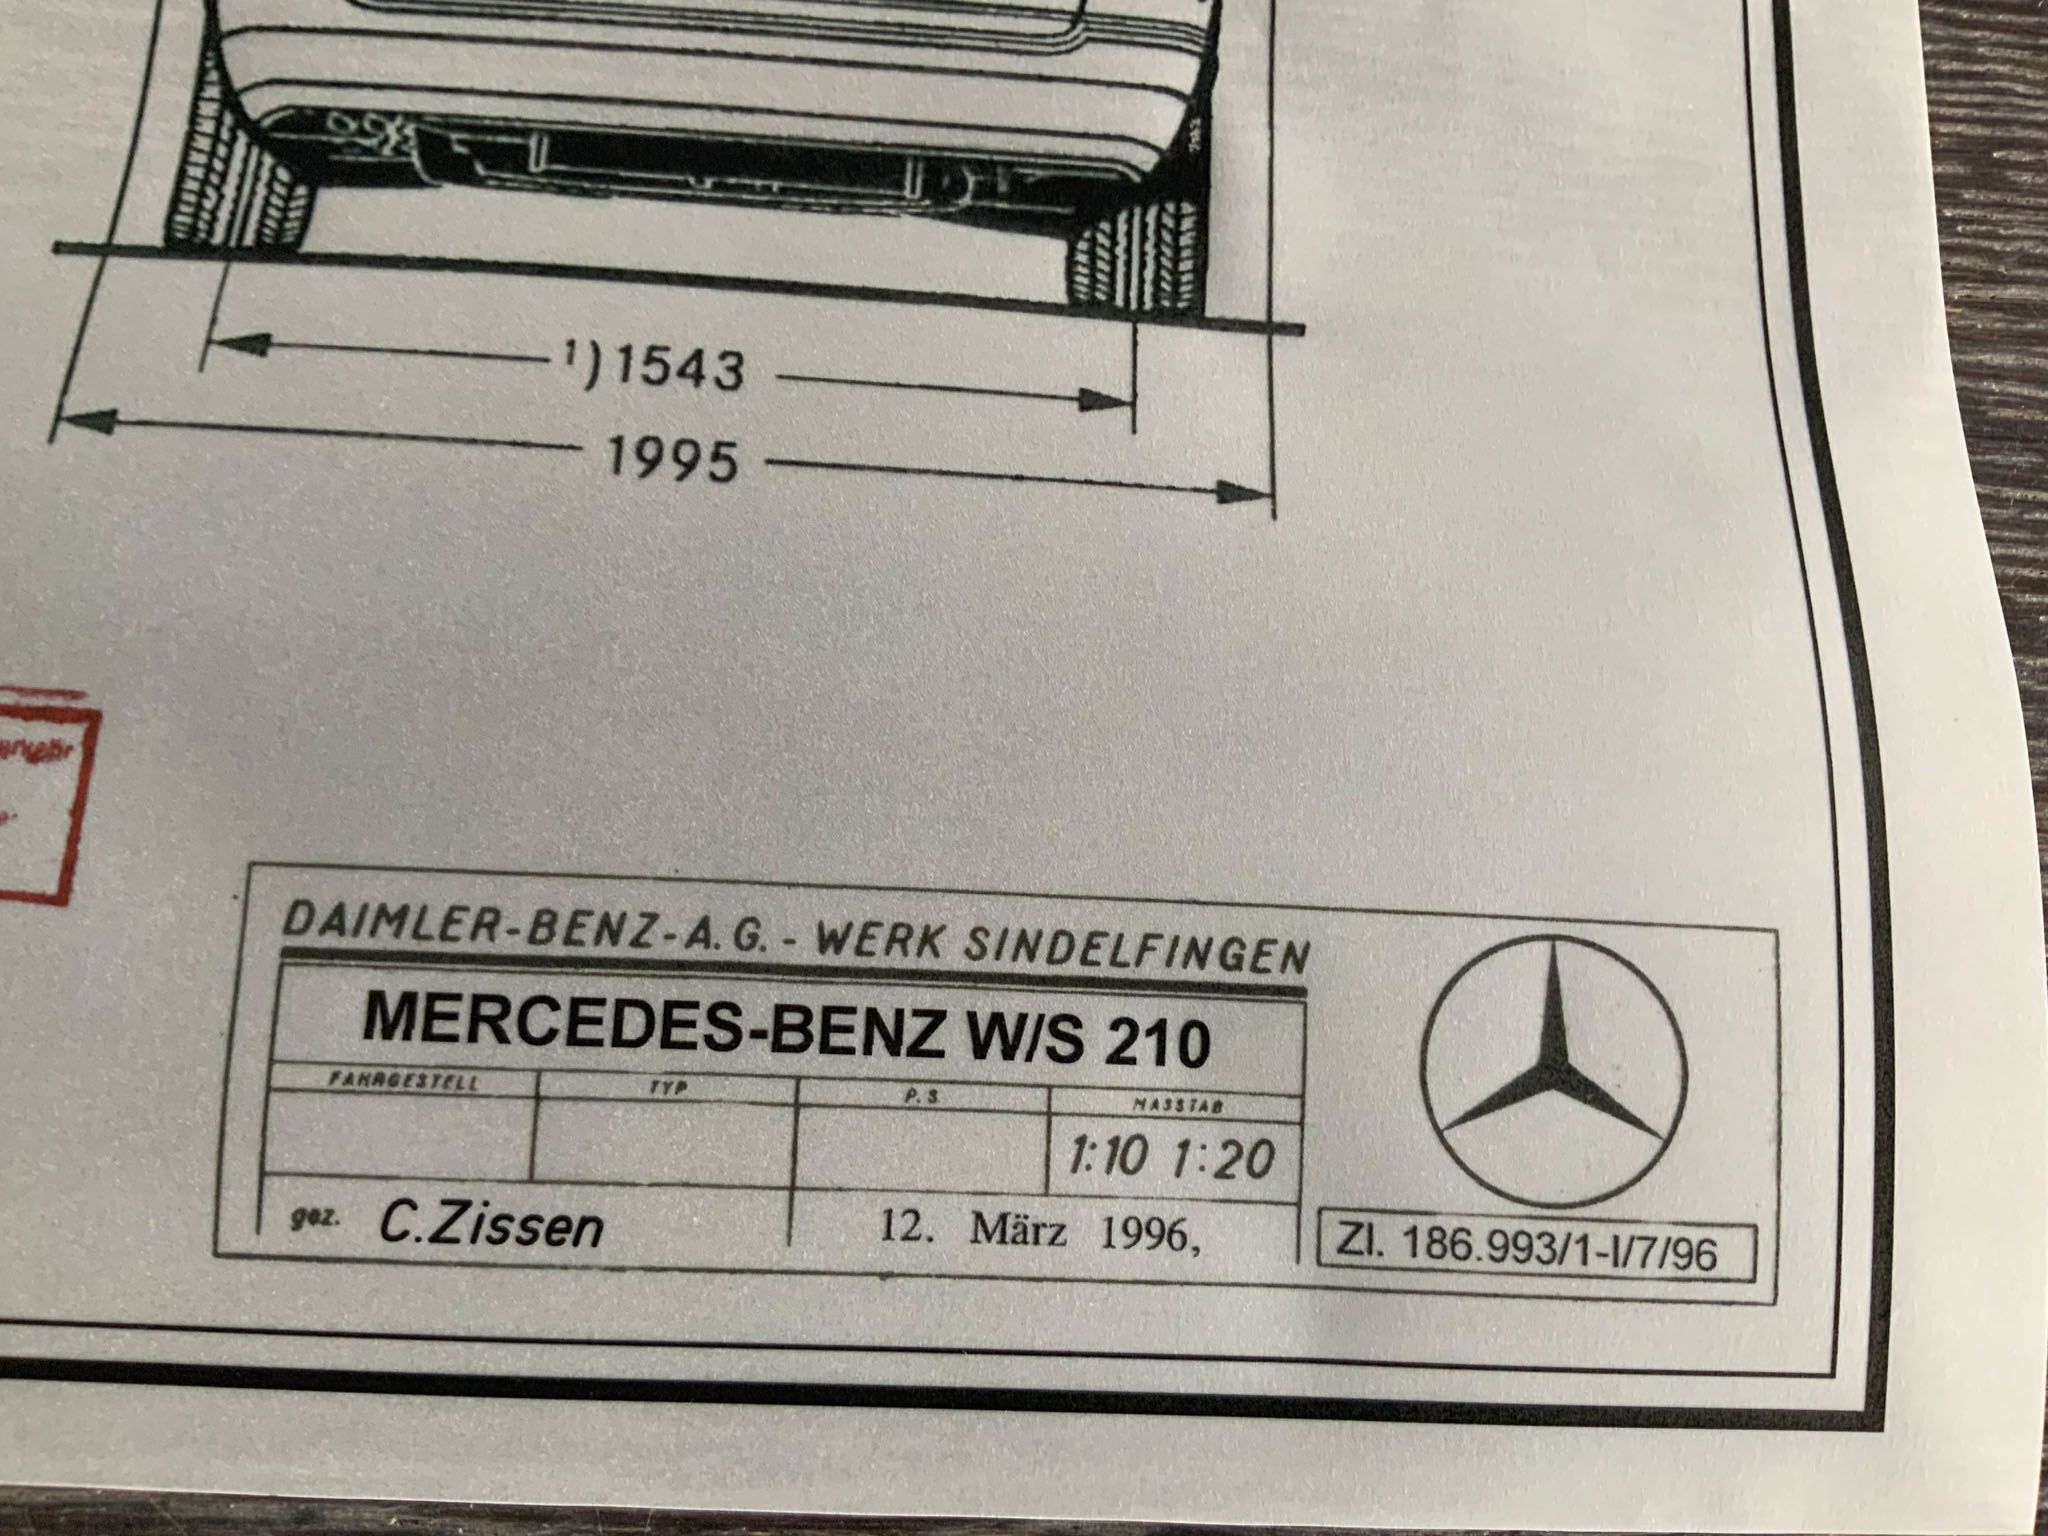 ¹)1543
1995
DAIMLER-BENZ-A.G. - WERK SINDELFINGEN
MERCEDES-BENZ W/S 210
FAHRGESTELL TYP P.S MASSTAB
1:10 1:20
gez. C.Zissen 12. März 1996,
Zl. 186.993/1-I/7/96